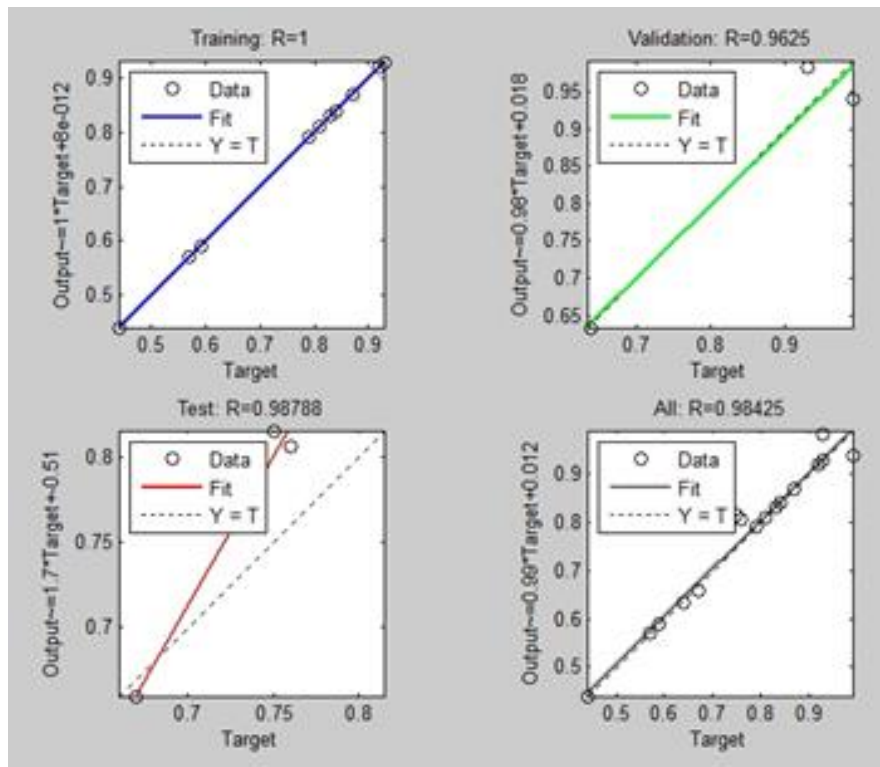 Training: R=1
Output~=1*Target+8e-012
Data
Fit
Y = T
0.9
0.8
0.7
0.6
0.5
0.5 0.6 0.7 0.8 0.9
Target
Validation: R=0.9625
Output~=0.98*Target+0.018
Data
Fit
Y = T
0.95
0.9
0.85
0.8
0.75
0.7
0.65
0.7 0.8 0.9
Target
Test: R=0.98788
Output~=1.7*Target+-0.51
Data
Fit
Y = T
0.8
0.75
0.7
0.7 0.75 0.8
Target
All: R=0.98425
Output~=0.99*Target+0.012
Data
Fit
Y = T
0.9
0.8
0.7
0.6
0.5
0.5 0.6 0.7 0.8 0.9
Target